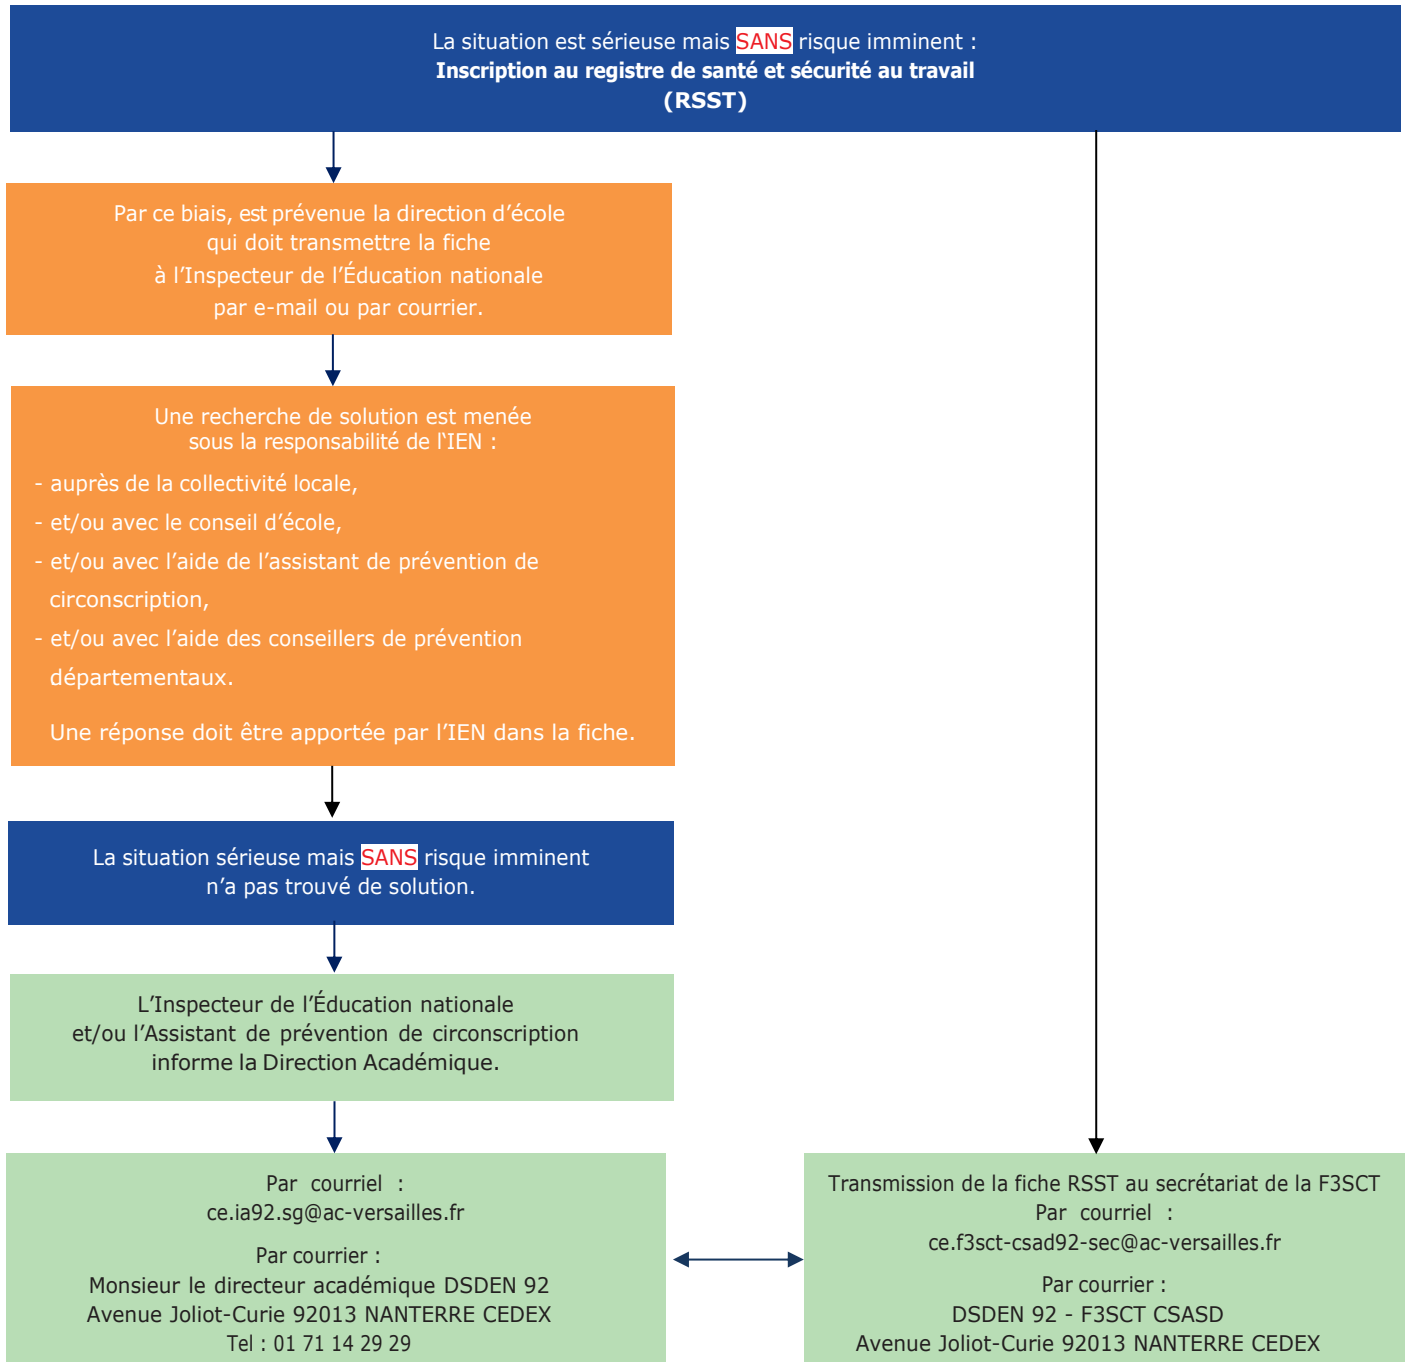 La situation est sérieuse mais SANS risque imminent :
Inscription au registre de santé et sécurité au travail
(RSST)
Par ce biais, est prévenue la direction d’école
qui doit transmettre la fiche
à l’Inspecteur de l’Éducation nationale
par e-mail ou par courrier.
Une recherche de solution est menée
sous la responsabilité de l‘IEN :
- auprès de la collectivité locale,
- et/ou avec le conseil d’école,
- et/ou avec l’aide de l’assistant de prévention de
circonscription,
- et/ou avec l’aide des conseillers de prévention
départementaux.
Une réponse doit être apportée par l’IEN dans la fiche.
La situation sérieuse mais SANS risque imminent
n’a pas trouvé de solution.
L’Inspecteur de l’Éducation nationale
et/ou l’Assistant de prévention de circonscription
informe la Direction Académique.
Par courriel :
ce.ia92.sg@ac-versailles.fr
Par courrier :
Monsieur le directeur académique DSDEN 92
Avenue Joliot-Curie 92013 NANTERRE CEDEX
Tel : 01 71 14 29 29
Transmission de la fiche RSST au secrétariat de la F3SCT
Par courriel :
ce.f3sct-csad92-sec@ac-versailles.fr
Par courrier :
DSDEN 92 - F3SCT CSASD
Avenue Joliot-Curie 92013 NANTERRE CEDEX